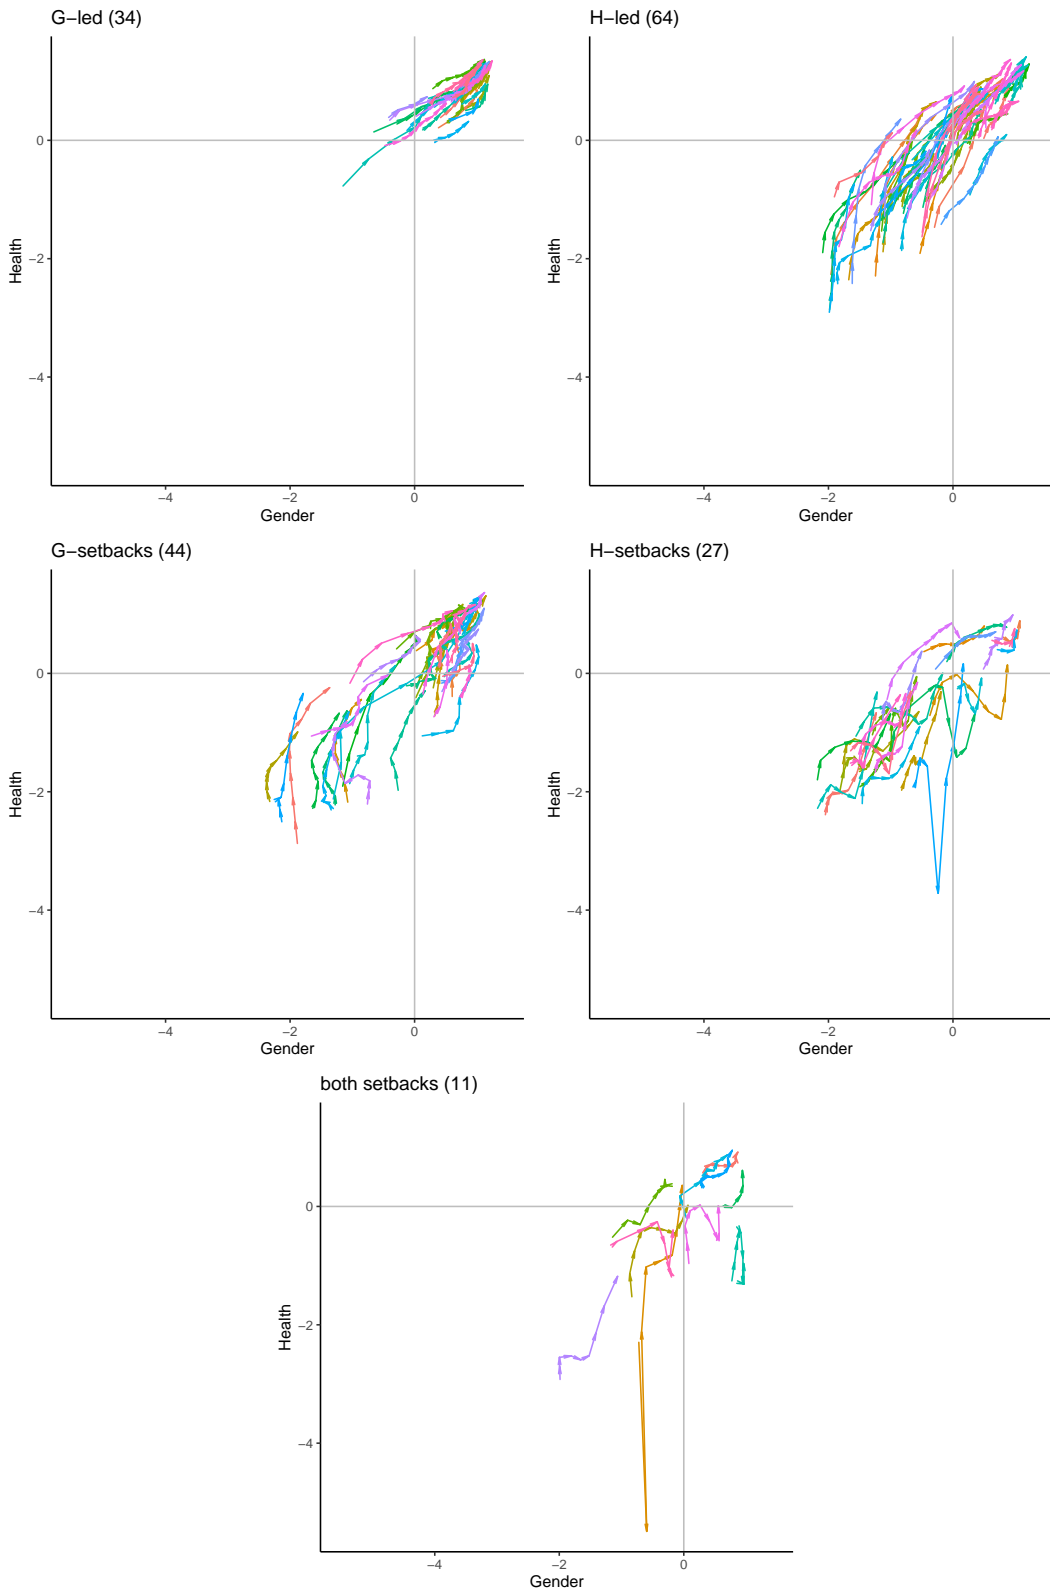 G−led (34)
0
−2
−4
−4
−2
0
Health
Gender
H−led (64)
0
−2
−4
−4
−2
0
Health
Gender
G−setbacks (44)
0
−2
−4
−4
−2
0
Health
Gender
H−setbacks (27)
0
−2
−4
−4
−2
0
Health
Gender
both setbacks (11)
0
−2
−4
−4
−2
0
Health
Gender